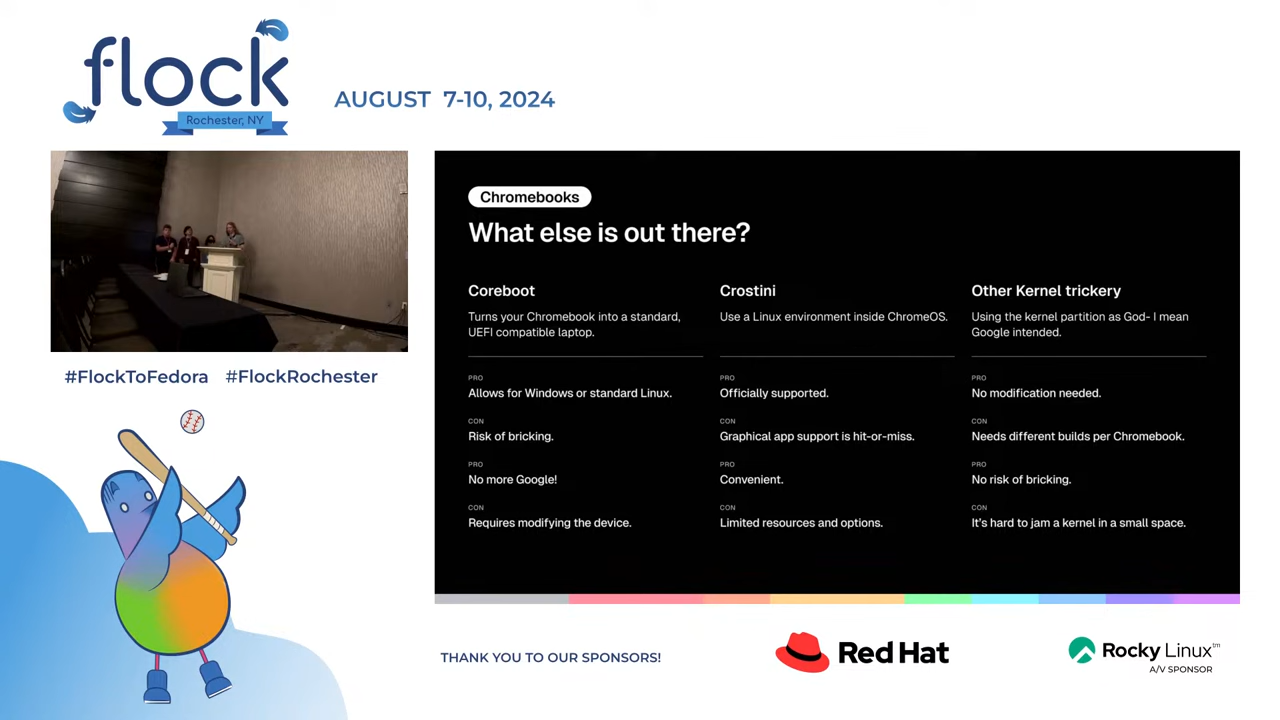 flock
Rochester, NY
AUGUST 7-10, 2024
#FlockToFedora #FlockRochester
Chromebooks
What else is out there?
Coreboot
Turns your Chromebook into a standard,
UEFI compatible laptop.
PRO
Allows for Windows or standard Linux.
CON
Risk of bricking.
PRO
No more Google!
CON
Requires modifying the device.
Crostini
Use a Linux environment inside ChromeOS.
PRO
Officially supported.
CON
Graphical app support is hit-or-miss.
PRO
Convenient.
CON
Limited resources and options.
Other Kernel trickery
Using the kernel partition as God- I mean
Google intended.
PRO
No modification needed.
CON
Needs different builds per Chromebook.
PRO
No risk of bricking.
CON
It's hard to jam a kernel in a small space.
THANK YOU TO OUR SPONSORS!
Red Hat
Rocky Linux™
A/V SPONSOR